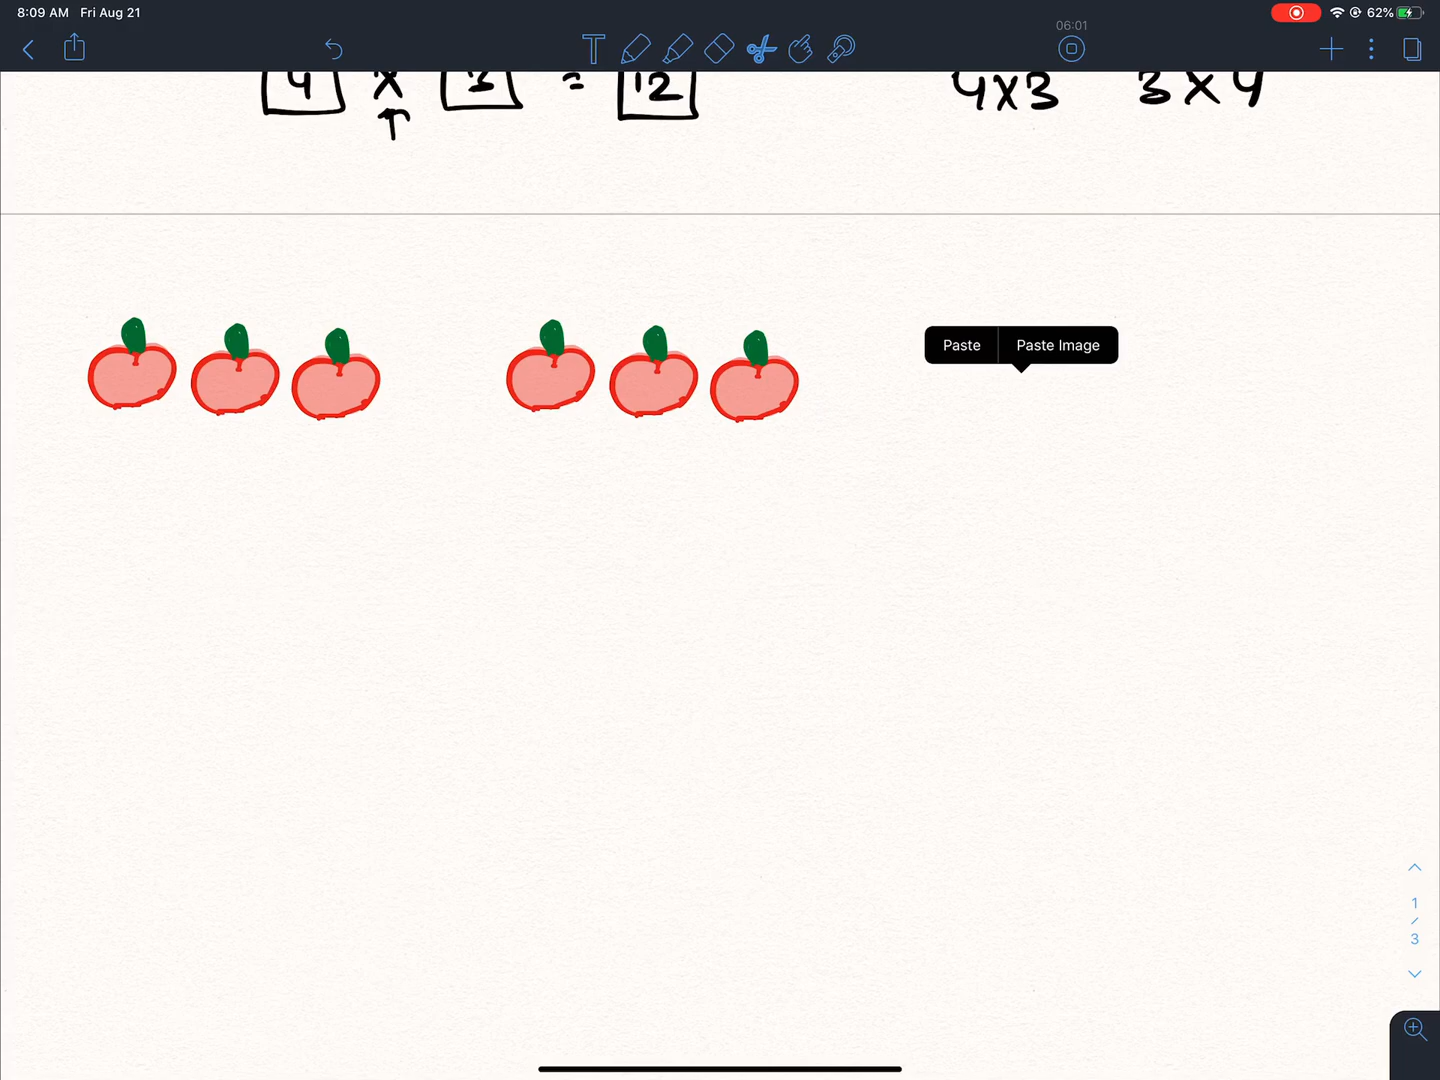 8:09 AM Fri Aug 21
62%
06:01
4 x 3 = 12
4x3 3x4
Paste Paste Image
1
/
3